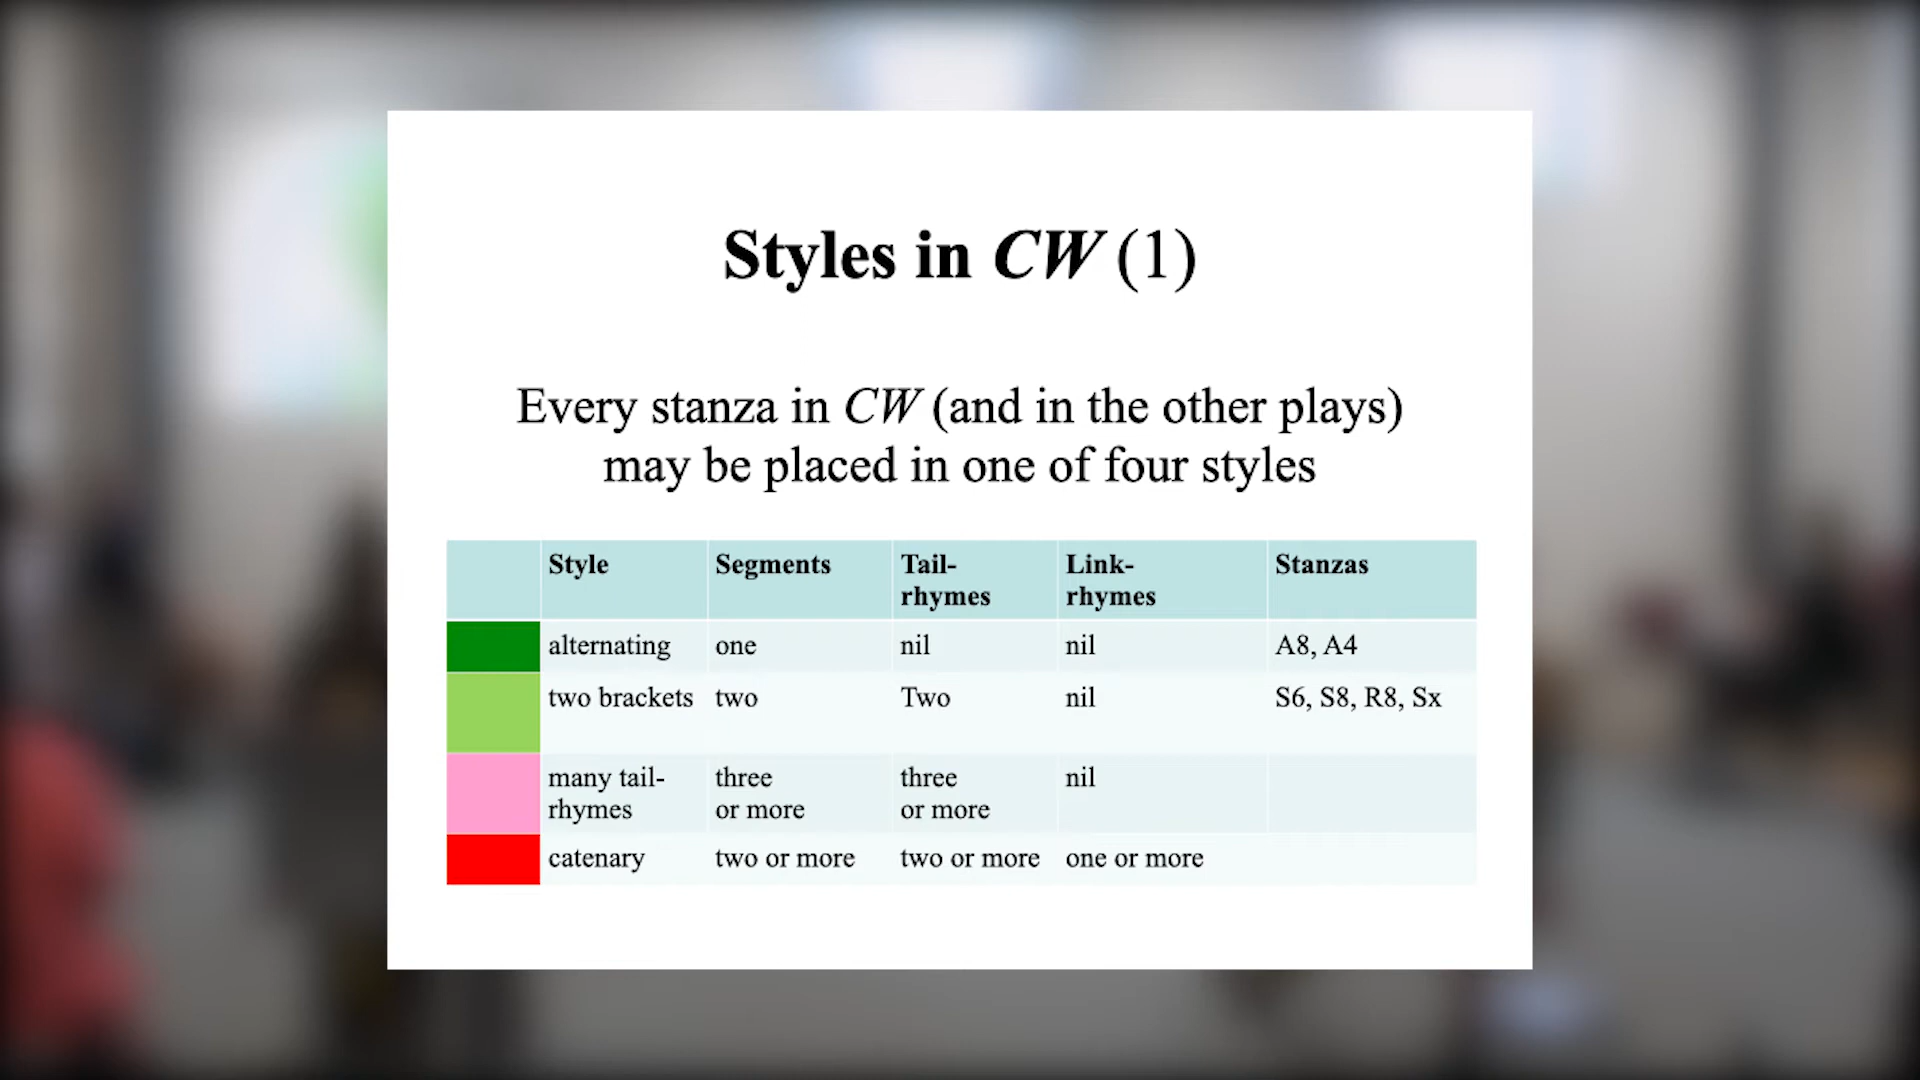 Styles in CW (1)
Every stanza in CW (and in the other plays)
may be placed in one of four styles
Style Segments Tail-rhymes Link-rhymes Stanzas
alternating one nil nil A8, A4
two brackets two Two nil S6, S8, R8, Sx
many tail-rhymes three or more three or more nil
catenary two or more two or more one or more